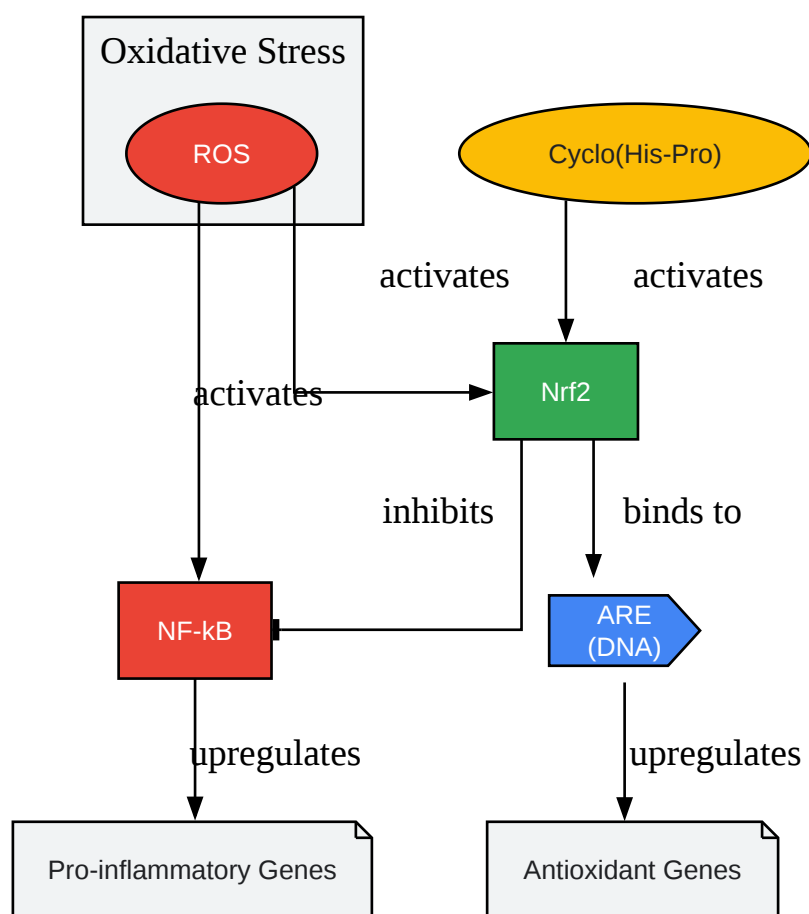 Oxidative Stress
ROS
Cyclo(His-Pro)
activates
activates
activates
Nrf2
inhibits
binds to
NF-kB
ARE
(DNA)
upregulates
upregulates
Pro-inflammatory Genes
Antioxidant Genes